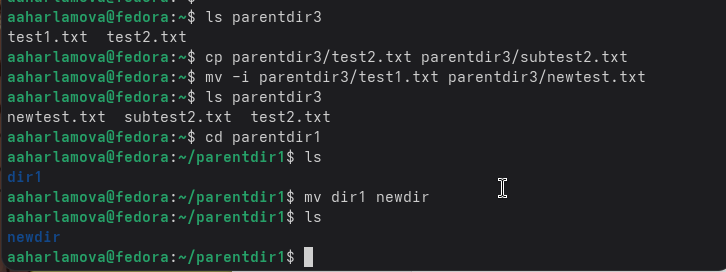 aaharlamova@fedora:~$ ls parentdir3
test1.txt  test2.txt
aaharlamova@fedora:~$ cp parentdir3/test2.txt parentdir3/subtest2.txt
aaharlamova@fedora:~$ mv -i parentdir3/test1.txt parentdir3/newtest.txt
aaharlamova@fedora:~$ ls parentdir3
newtest.txt  subtest2.txt  test2.txt
aaharlamova@fedora:~$ cd parentdir1
aaharlamova@fedora:~/parentdir1$ ls
dir1
aaharlamova@fedora:~/parentdir1$ mv dir1 newdir
aaharlamova@fedora:~/parentdir1$ ls
newdir
aaharlamova@fedora:~/parentdir1$